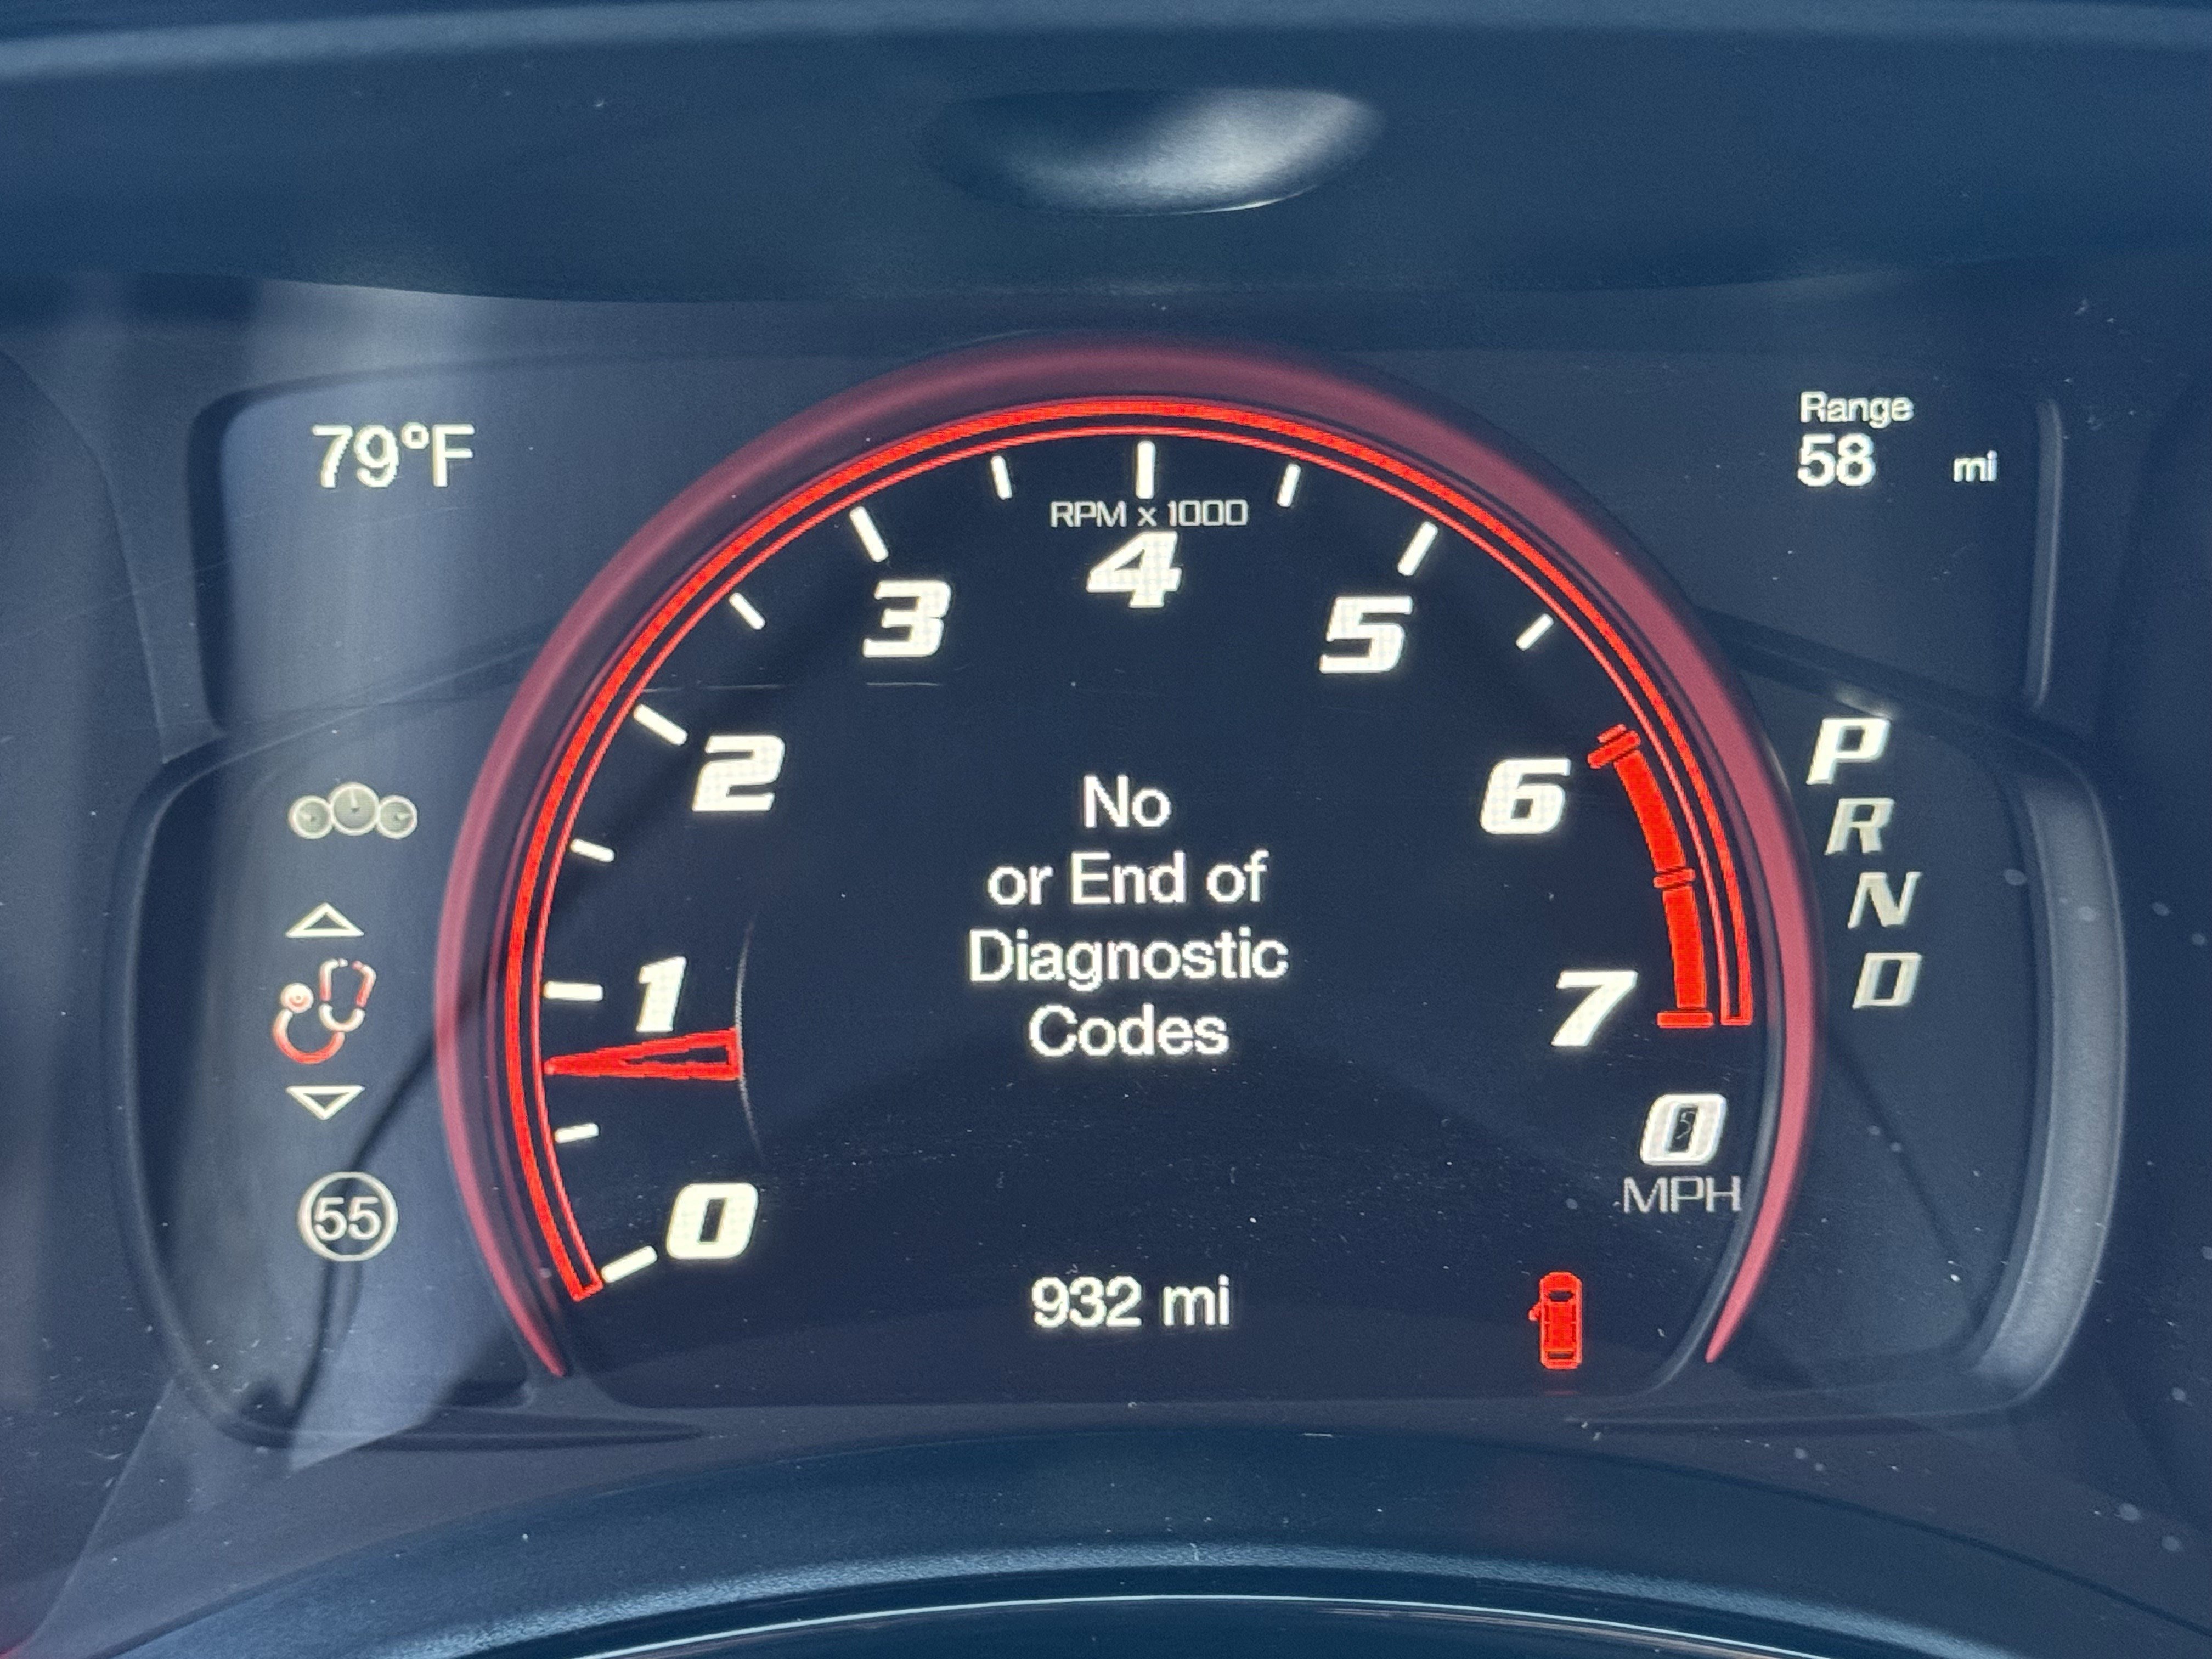 79°F
Range
58 mi
RPM x 1000
4
3
5
2
6
1
7
0
No
or End of
Diagnostic
Codes
P
R
N
D
55
0
MPH
932 mi